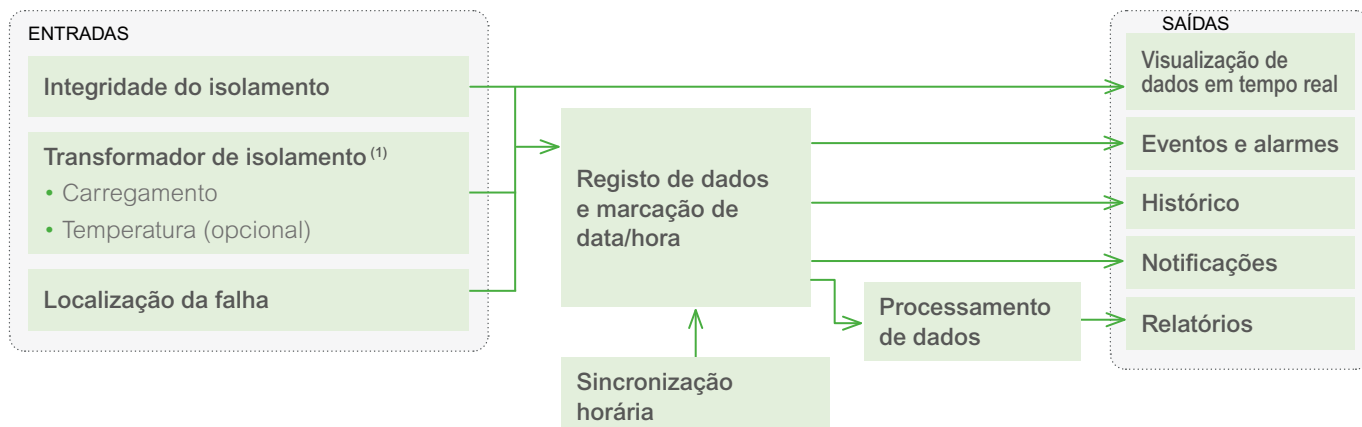 ENTRADAS
Integridade do isolamento
Transformador de isolamento (1)
• Carregamento
• Temperatura (opcional)
Localização da falha
Registo de dados
e marcação de
data/hora
Sincronização
horária
Processamento
de dados
SAÍDAS
Visualização de
dados em tempo real
Eventos e alarmes
Histórico
Notificações
Relatórios